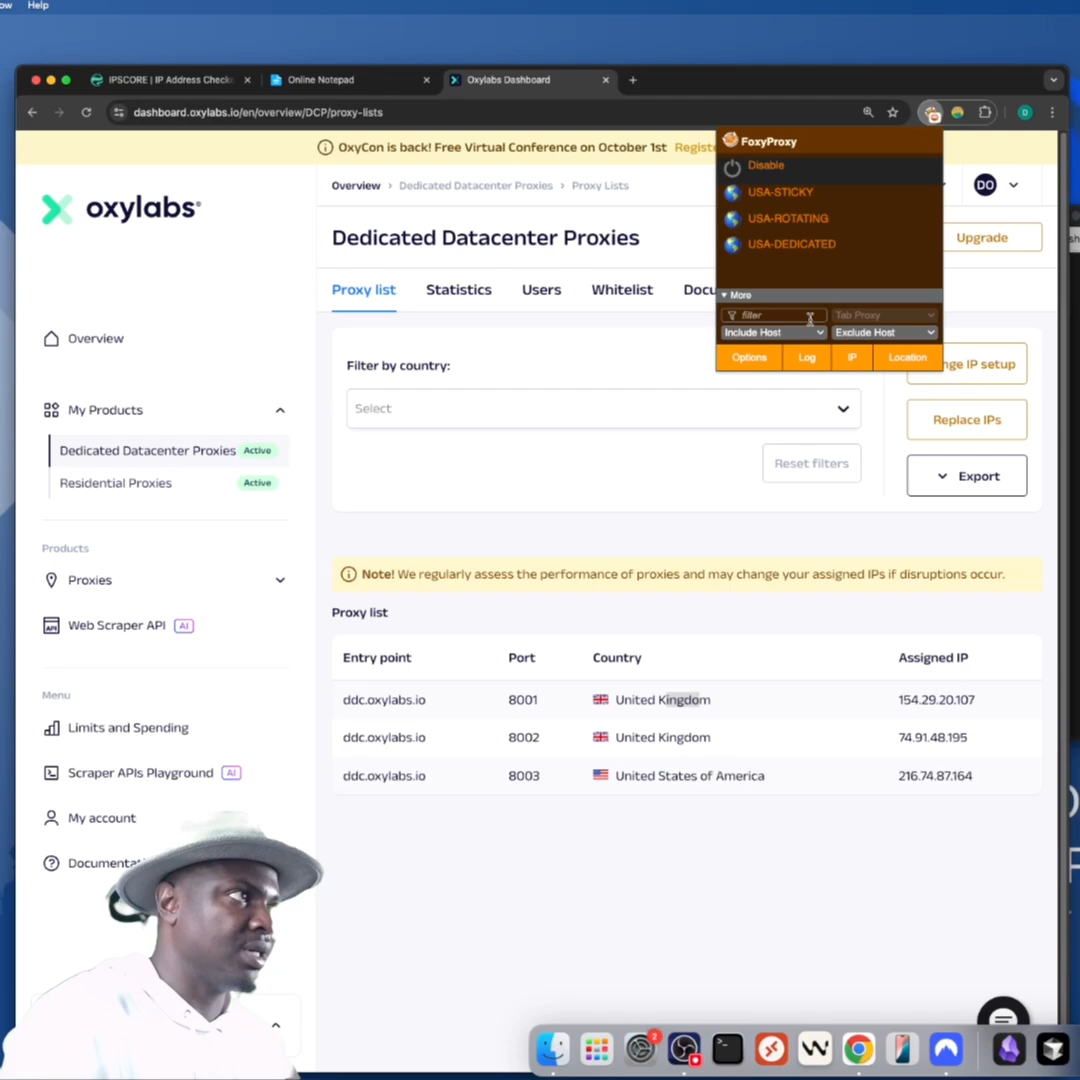 Help
IPSCORE | IP Address Check
Online Notepad
Oxylabs Dashboard
dashboard.oxylabs.io/en/overview/DCP/proxy-lists
D
OxyCon is back! Free Virtual Conference on October 1st
oxylabs®
Overview
Dedicated Datacenter Proxies
Proxy Lists
DO
FoxyProxy
Disable
USA-STICKY
USA-ROTATING
USA-DEDICATED
More
filter
Tab Proxy
Include Host
Exclude Host
Options
Log
IP
Location
Dedicated Datacenter Proxies
Upgrade
Proxy list
Statistics
Users
Whitelist
Filter by country:
Select
Reset filters
nge IP setup
Replace IPs
Export
Overview
My Products
Dedicated Datacenter Proxies
Active
Residential Proxies
Active
Products
Proxies
Web Scraper API
AI
Menu
Limits and Spending
Scraper APIs Playground
AI
My account
Note! We regularly assess the performance of proxies and may change your assigned IPs if disruptions occur.
Proxy list
Entry point Port Country Assigned IP
ddc.oxylabs.io 8001 United Kingdom 154.29.20.107
ddc.oxylabs.io 8002 United Kingdom 74.91.48.195
ddc.oxylabs.io 8003 United States of America 216.74.87.164
2